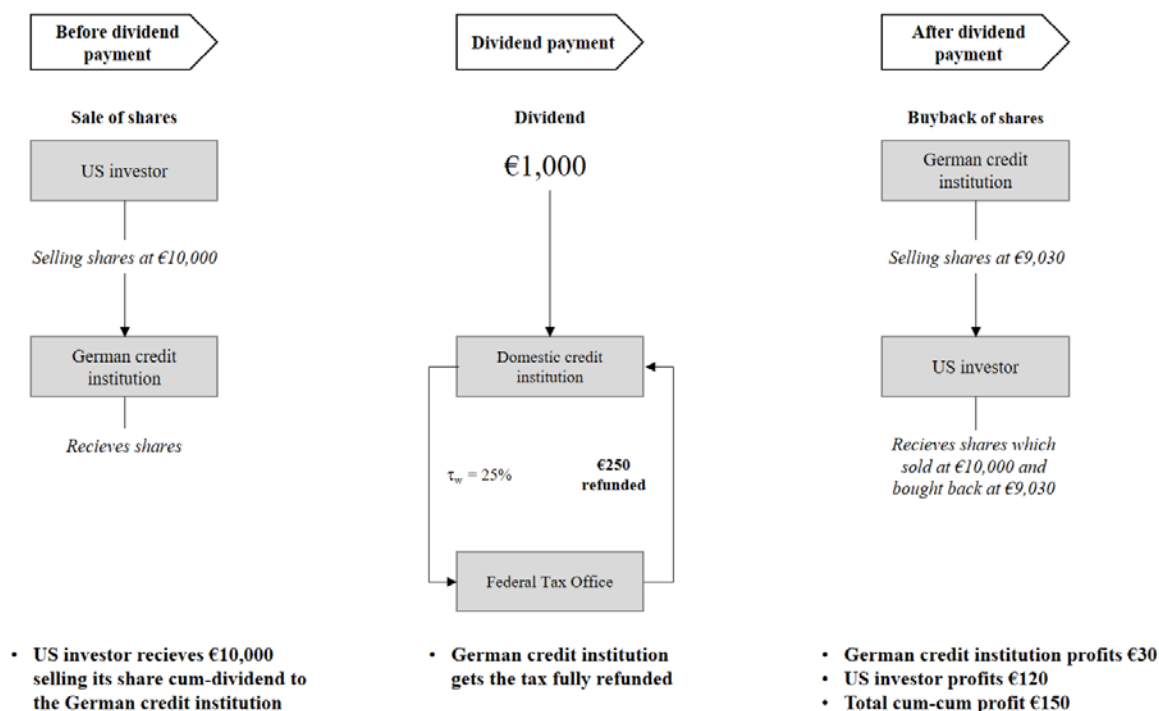 Before dividend
payment
Sale of shares
US investor
Selling shares at €10,000
German credit
institution
Recieves shares
• US investor recieves €10,000
selling its share cum-dividend to
the German credit institution
Dividend payment
Dividend
€1,000
Domestic credit
institution
τw = 25%
€250
refunded
Federal Tax Office
• German credit institution
gets the tax fully refunded
After dividend
payment
Buyback of shares
German credit
institution
Selling shares at €9,030
US investor
Recieves shares which
sold at €10,000 and
bought back at €9,030
• German credit institution profits €30
• US investor profits €120
• Total cum-cum profit €150